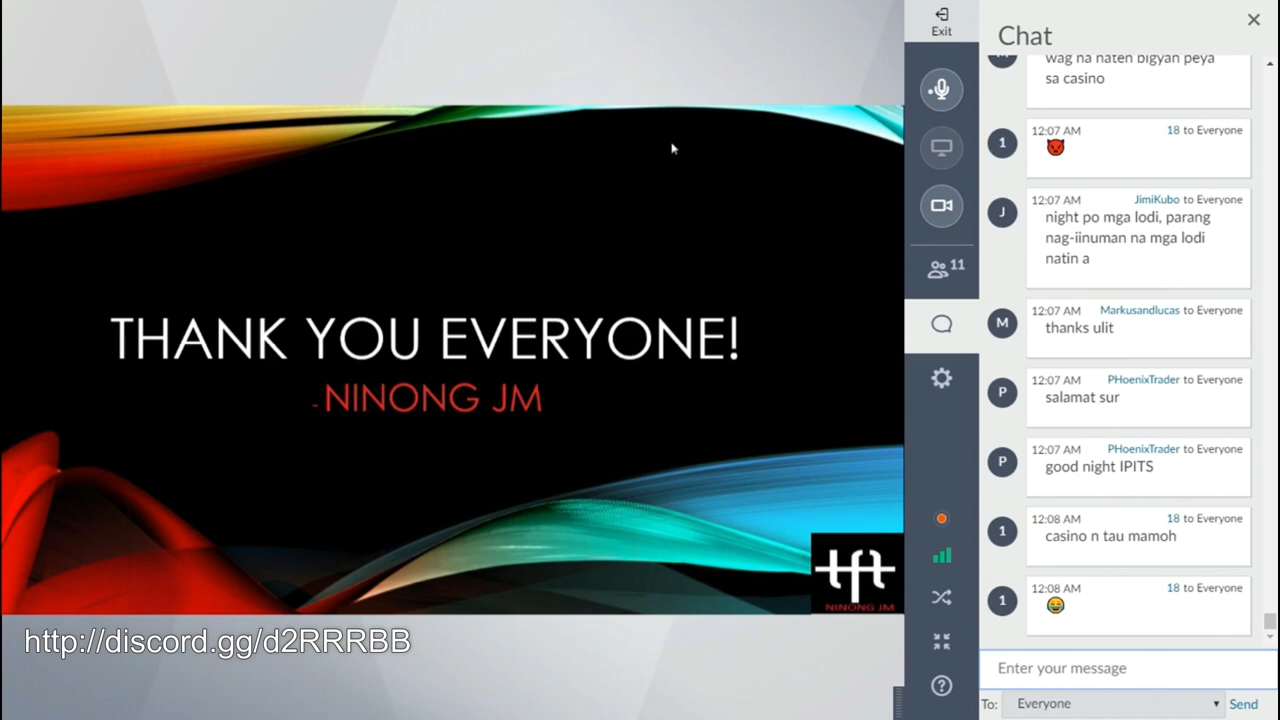 THANK YOU EVERYONE!
- NINONG JM
tft
NINONG JM
http://discord.gg/d2RRRBB
Exit
11
Chat
wag na naten bigyan peya
sa casino
1
12:07 AM 18 to Everyone
J
12:07 AM JimiKubo to Everyone
night po mga lodi, parang
nag-iinuman na mga lodi
natin a
M
12:07 AM Markusandlucas to Everyone
thanks ulit
P
12:07 AM PHoenixTrader to Everyone
salamat sur
P
12:07 AM PHoenixTrader to Everyone
good night IPITS
1
12:08 AM 18 to Everyone
casino n tau mamoh
1
12:08 AM 18 to Everyone
Enter your message
To: Everyone Send